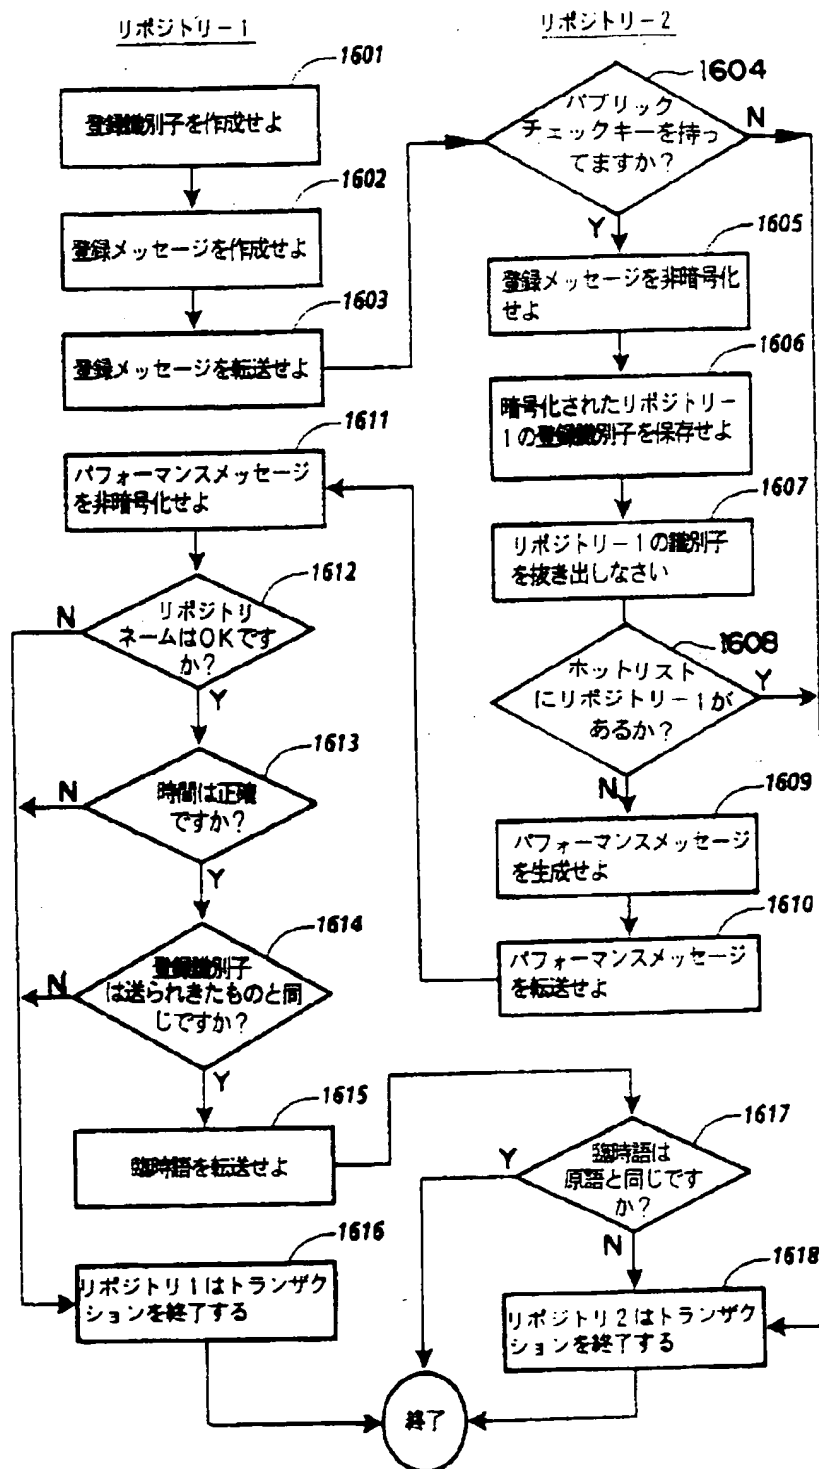 リポジトリー1
リポジトリー2
1601
登録識別子を作成せよ
1602
登録メッセージを作成せよ
1603
登録メッセージを転送せよ
1604
パブリック
チェックキーを持っ
てますか?
N
Y
1605
登録メッセージを非暗号化
せよ
1606
暗号化されたリポジトリー
1の登録識別子を保存せよ
1607
リポジトリー1の識別子
を抜き出しなさい
1608
ホットリスト
にリポジトリー1が
あるか?
Y
N
1609
パフォーマンスメッセージ
を生成せよ
1610
パフォーマンスメッセージ
を転送せよ
1611
パフォーマンスメッセージ
を非暗号化せよ
1612
リポジトリ
ネームはOKです
か?
N
Y
1613
時間は正確
ですか?
N
Y
1614
登録識別子
は送られきたものと同
じですか?
N
Y
1615
臨時語を転送せよ
1616
リポジトリ1はトランザク
ションを終了する
1617
臨時語は
原語と同じです
か?
Y
N
1618
リポジトリ2はトランザク
ションを終了する
終了